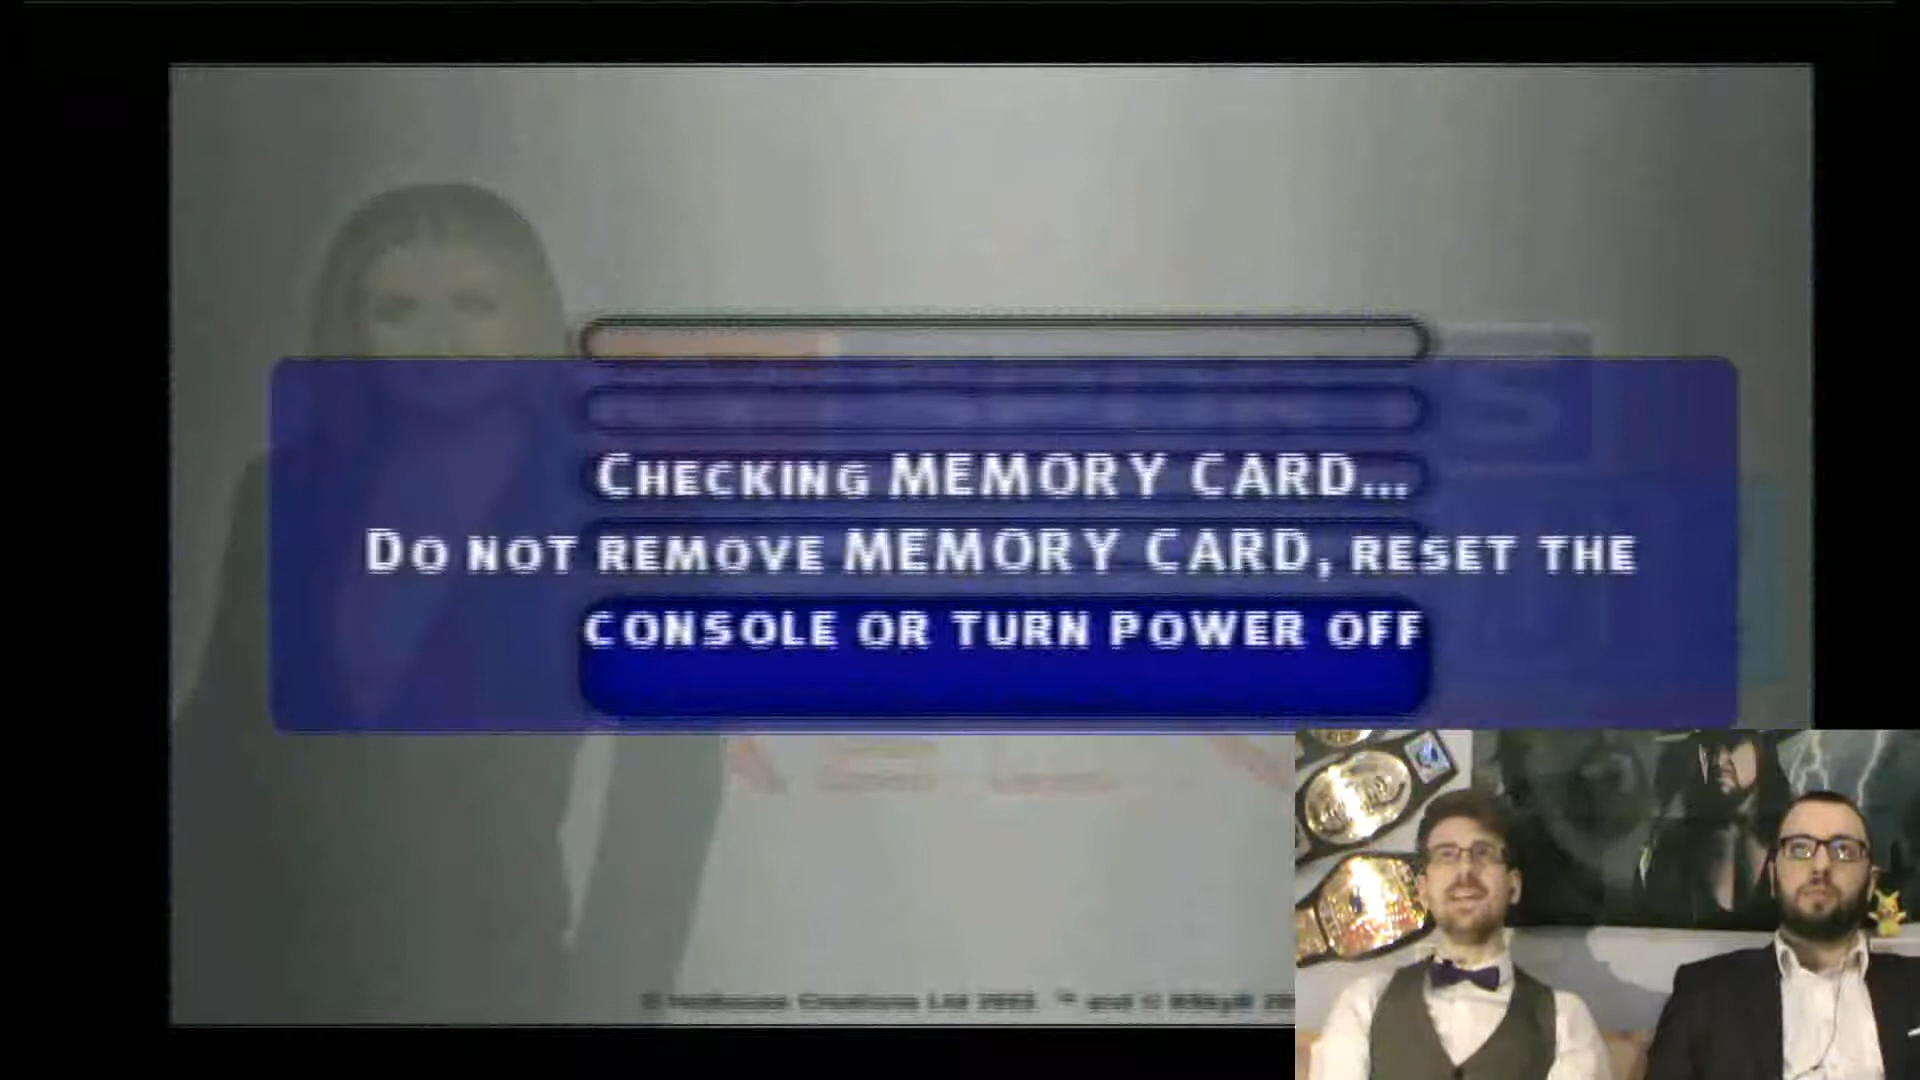 CHECKING MEMORY CARD...
DO NOT REMOVE MEMORY CARD, RESET THE
CONSOLE OR TURN POWER OFF